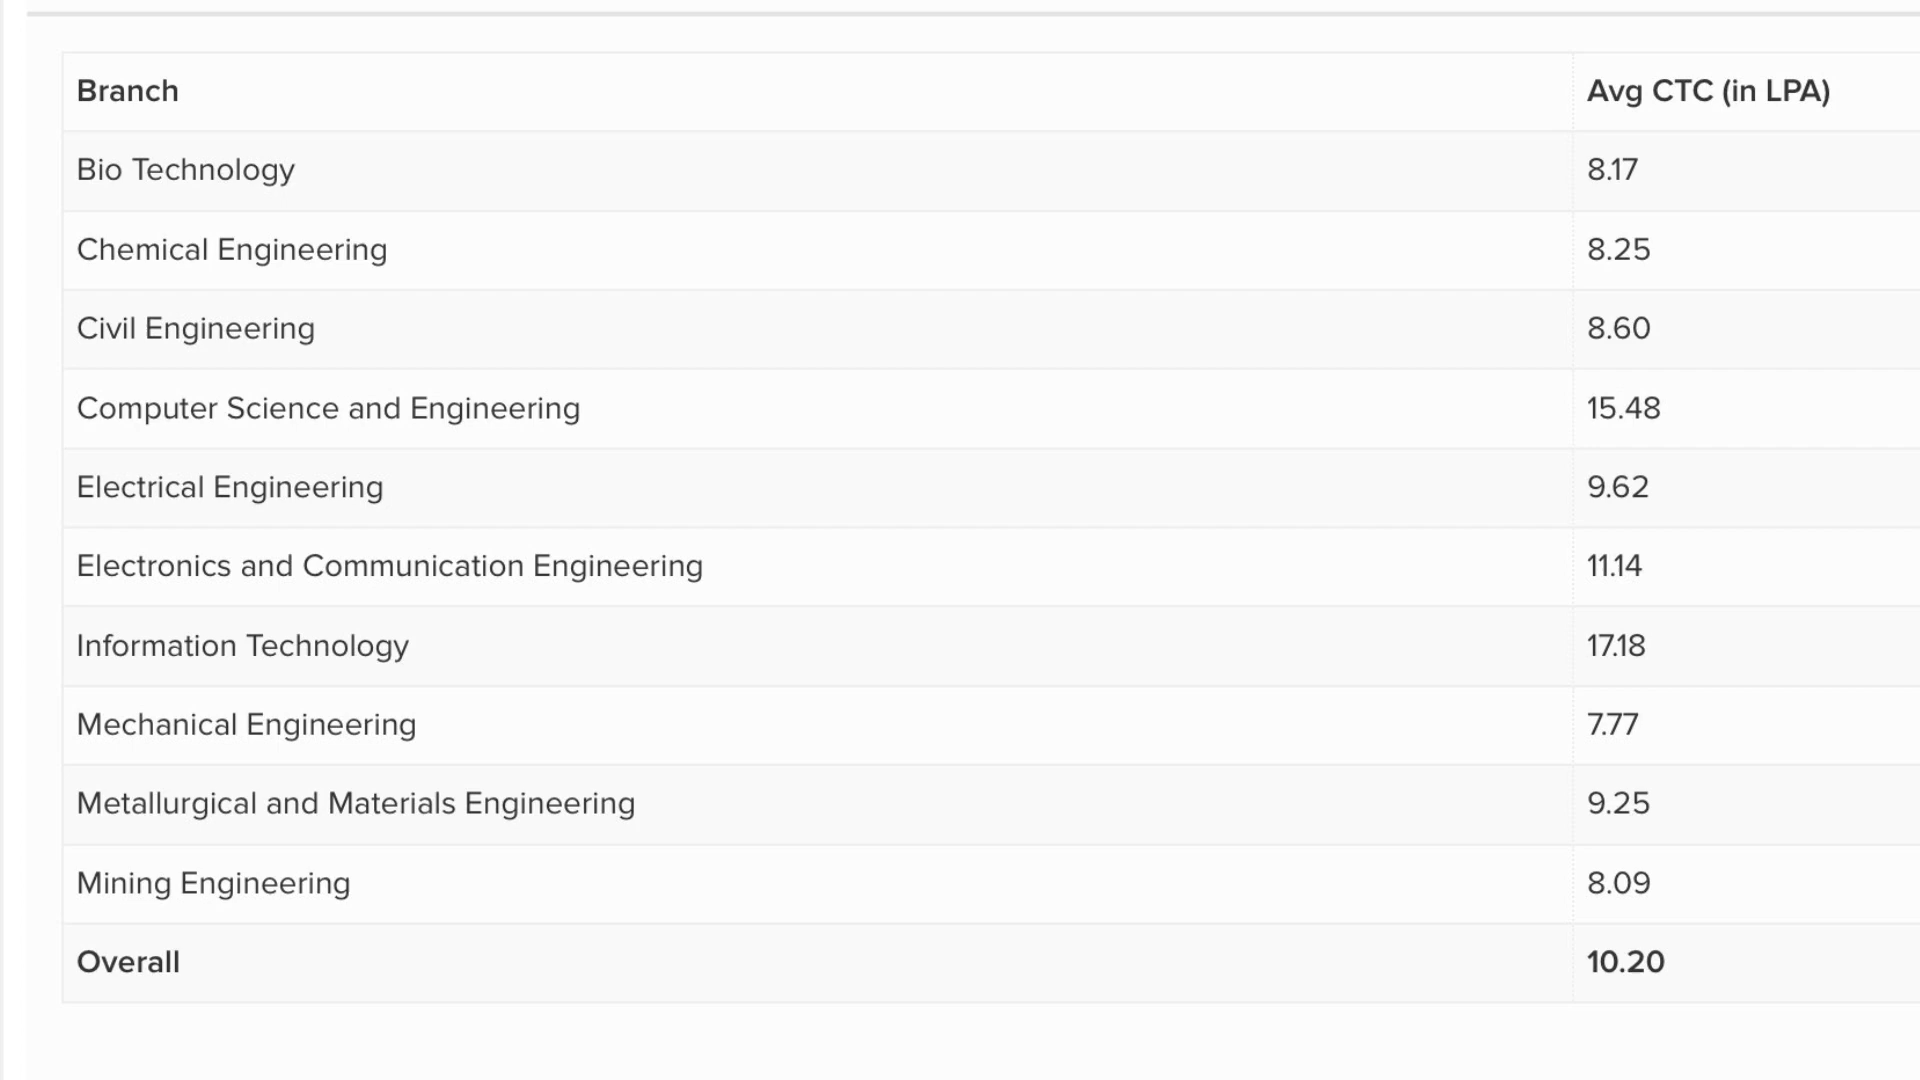 Branch Avg CTC (in LPA)
Bio Technology 8.17
Chemical Engineering 8.25
Civil Engineering 8.60
Computer Science and Engineering 15.48
Electrical Engineering 9.62
Electronics and Communication Engineering 11.14
Information Technology 17.18
Mechanical Engineering 7.77
Metallurgical and Materials Engineering 9.25
Mining Engineering 8.09
Overall 10.20